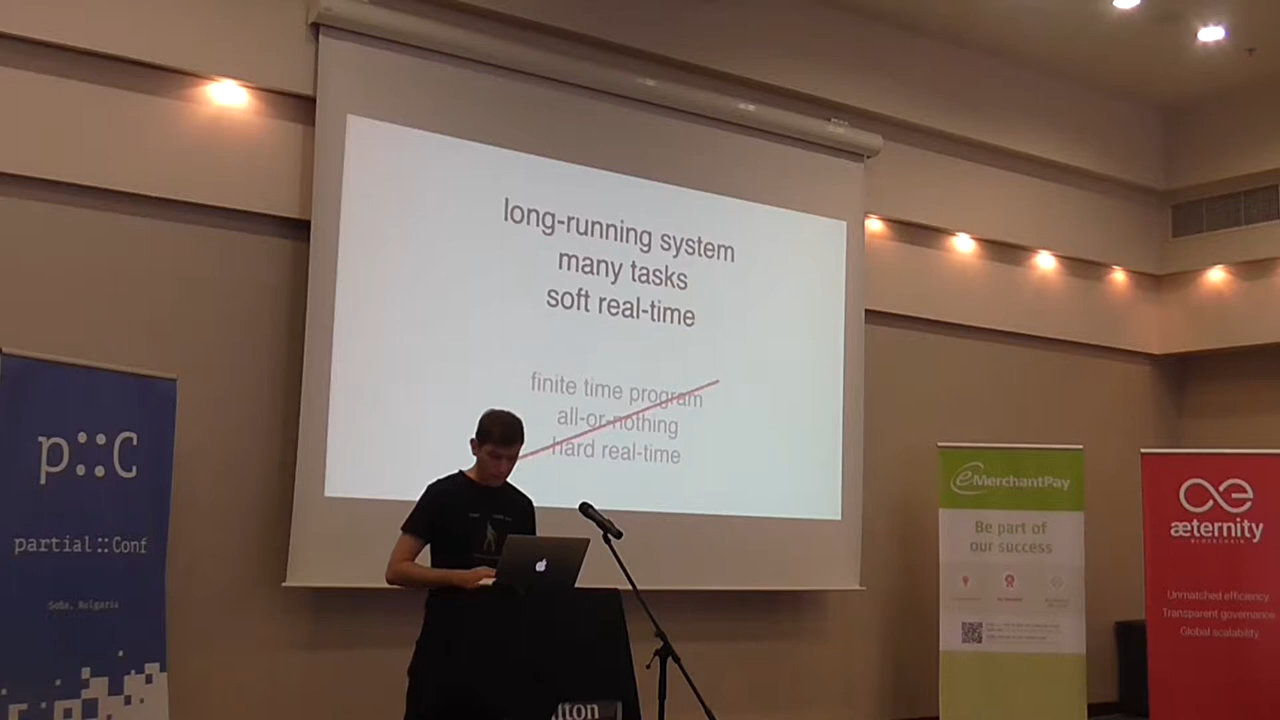 long-running system
many tasks
soft real-time
finite time program
all-or-nothing
hard real-time
p::C
partial::Conf
Sofia, Bulgaria
eMerchantPay
Be part of
our success
æternity
BLOCKCHAIN
Unmatched efficiency
Transparent governance
Global scalability